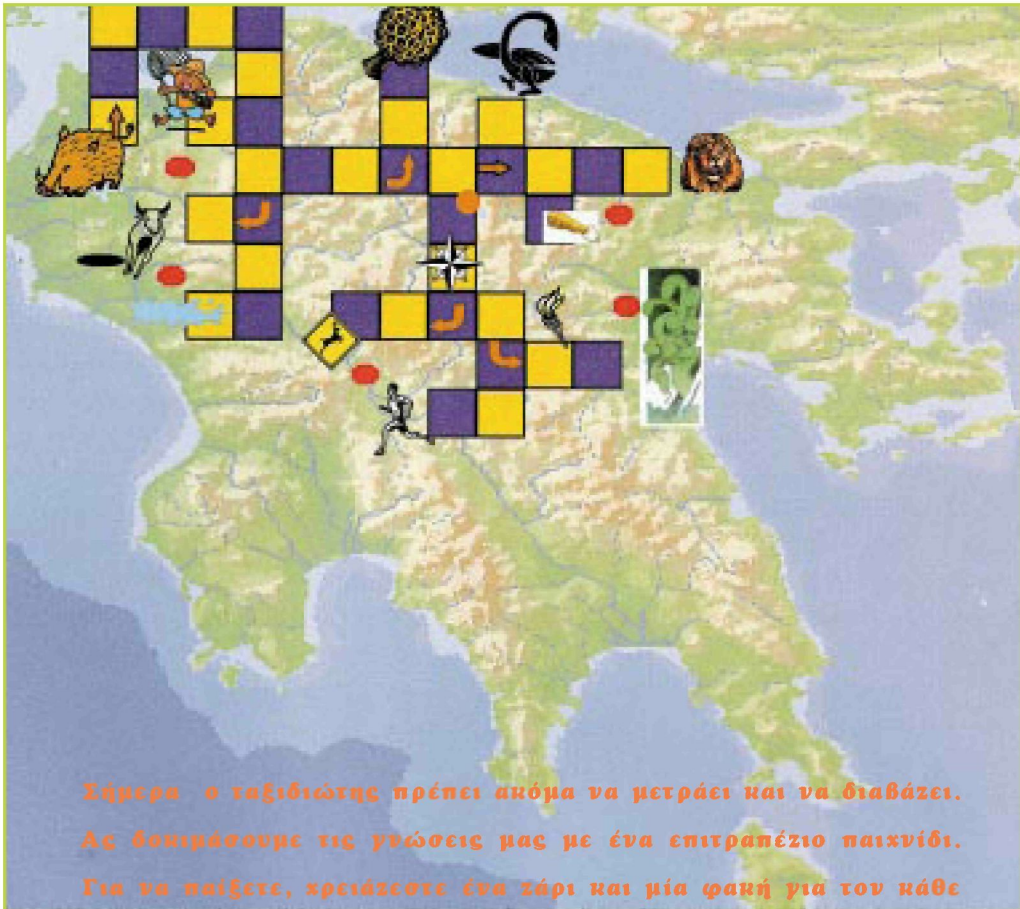 Σήμερα ο ταξιδιώτης πρέπει ακόμα να μετράει και να διαβάζει.
Ας δοκιμάσουμε τις γνώσεις μας με ένα επιτραπέζιο παιχνίδι.
Για να παίξετε, χρειάζεστε ένα ζάρι και μία φακή για τον κάθε